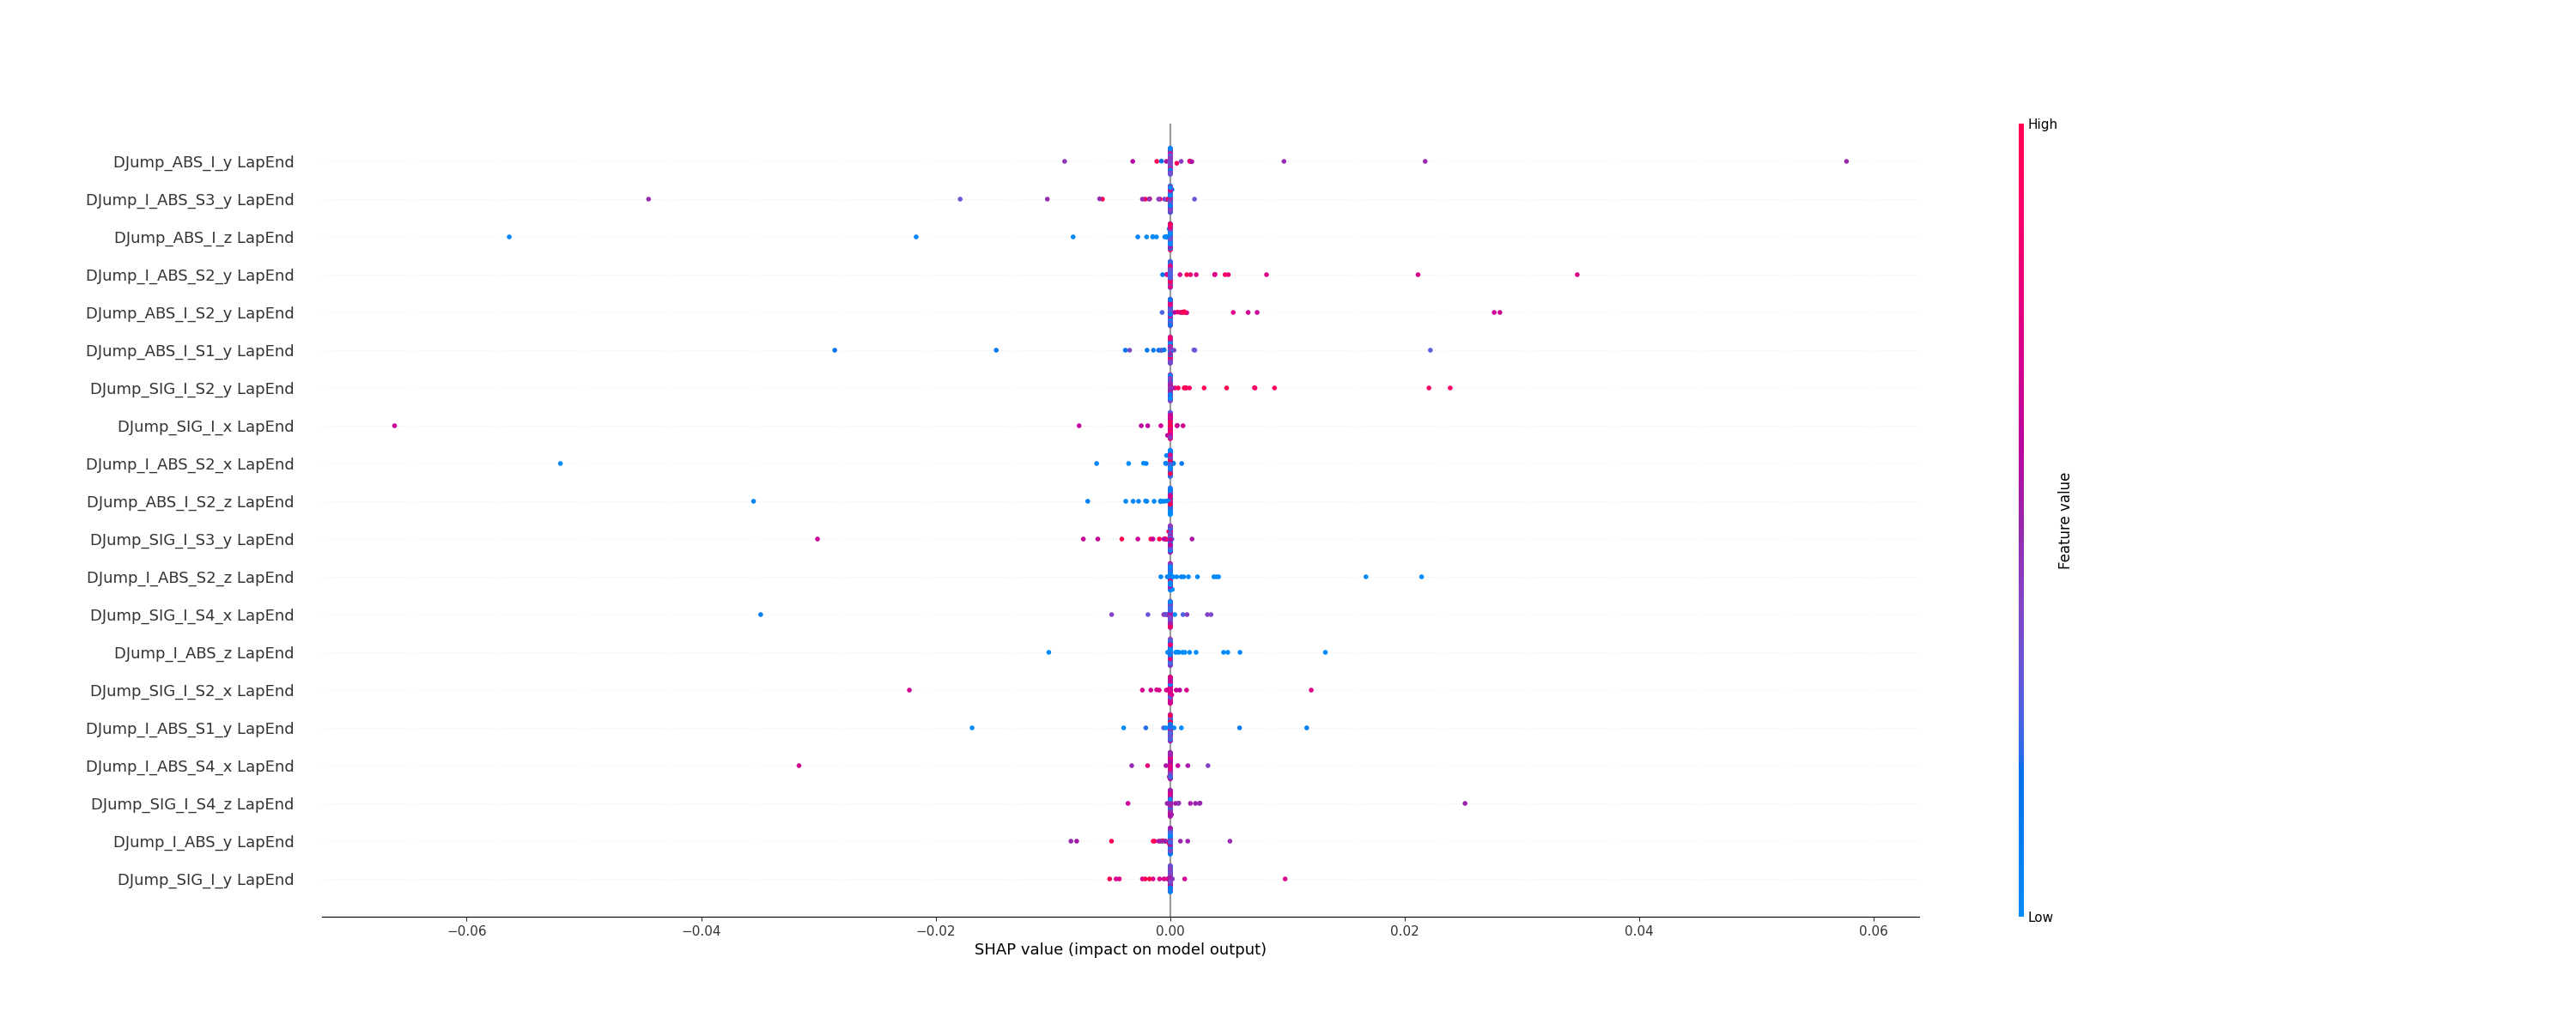 High
DJump_ABS_I_y LapEnd
DJump_I_ABS_S3_y LapEnd
DJump_ABS_I_z LapEnd
DJump_I_ABS_S2_y LapEnd
DJump_ABS_I_S2_y LapEnd
DJump_ABS_I_S1_y LapEnd
DJump_SIG_I_S2_y LapEnd
DJump_SIG_I_x LapEnd
DJump_I_ABS_S2_x LapEnd
DJump_ABS_I_S2_z LapEnd
DJump_SIG_I_S3_y LapEnd
DJump_I_ABS_S2_z LapEnd
DJump_SIG_I_S4_x LapEnd
DJump_I_ABS_z LapEnd
DJump_SIG_I_S2_x LapEnd
DJump_I_ABS_S1_y LapEnd
DJump_I_ABS_S4_x LapEnd
DJump_SIG_I_S4_z LapEnd
DJump_I_ABS_y LapEnd
DJump_SIG_I_y LapEnd
Feature value
Low
−0.06 −0.04 −0.02 0.00 0.02 0.04 0.06
SHAP value (impact on model output)